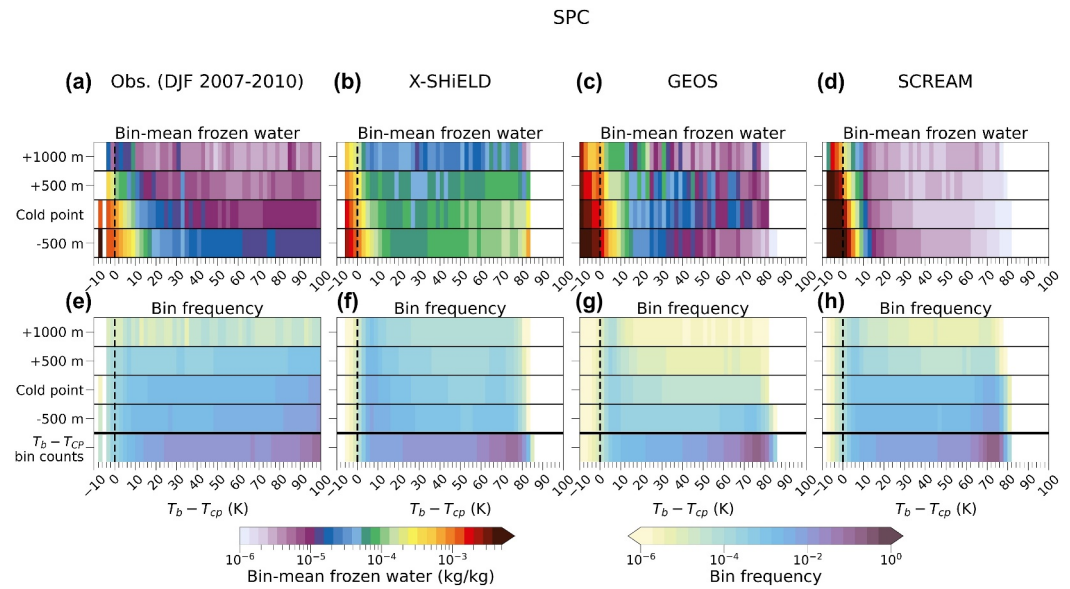 SPC
(a) Obs. (DJF 2007-2010)
(b) X-SHiELD
(c) GEOS
(d) SCREAM
Bin-mean frozen water
Bin-mean frozen water
Bin-mean frozen water
Bin-mean frozen water
+1000 m
+500 m
Cold point
-500 m
−10 0 10 20 30 40 50 60 70 80 90 100
−10 0 10 20 30 40 50 60 70 80 90 100
−10 0 10 20 30 40 50 60 70 80 90 100
−10 0 10 20 30 40 50 60 70 80 90 100
(e) Bin frequency
(f) Bin frequency
(g) Bin frequency
(h) Bin frequency
+1000 m
+500 m
Cold point
-500 m
T_b − T_CP
bin counts
−10 0 10 20 30 40 50 60 70 80 90 100
−10 0 10 20 30 40 50 60 70 80 90 100
−10 0 10 20 30 40 50 60 70 80 90 100
−10 0 10 20 30 40 50 60 70 80 90 100
T_b − T_cp (K)
T_b − T_cp (K)
T_b − T_cp (K)
T_b − T_cp (K)
10⁻⁶ 10⁻⁵ 10⁻⁴ 10⁻³
Bin-mean frozen water (kg/kg)
10⁻⁶ 10⁻⁴ 10⁻² 10⁰
Bin frequency